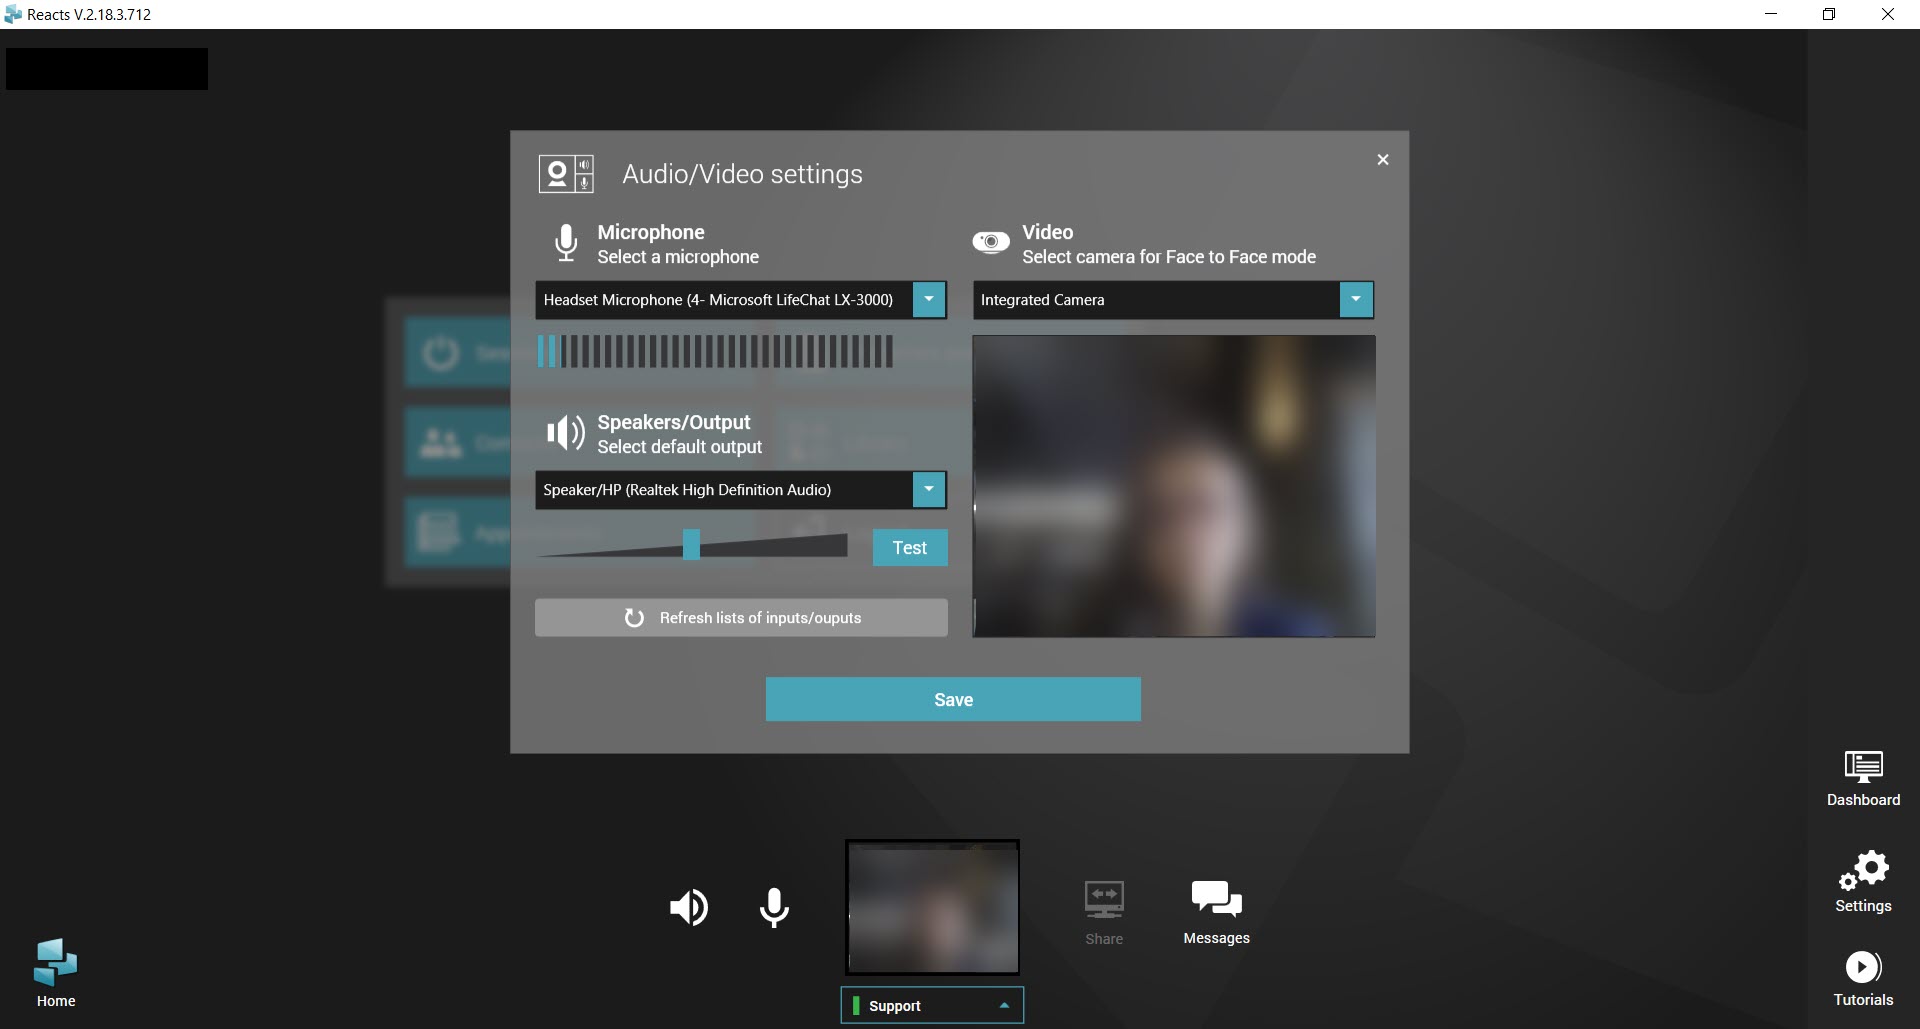 Reacts V.2.18.3.712
Audio/Video settings
Microphone
Select a microphone
Headset Microphone (4- Microsoft LifeChat LX-3000)
Speakers/Output
Select default output
Speaker/HP (Realtek High Definition Audio)
Test
Refresh lists of inputs/ouputs
Video
Select camera for Face to Face mode
Integrated Camera
Save
Dashboard
Settings
Tutorials
Share
Messages
Home
Support